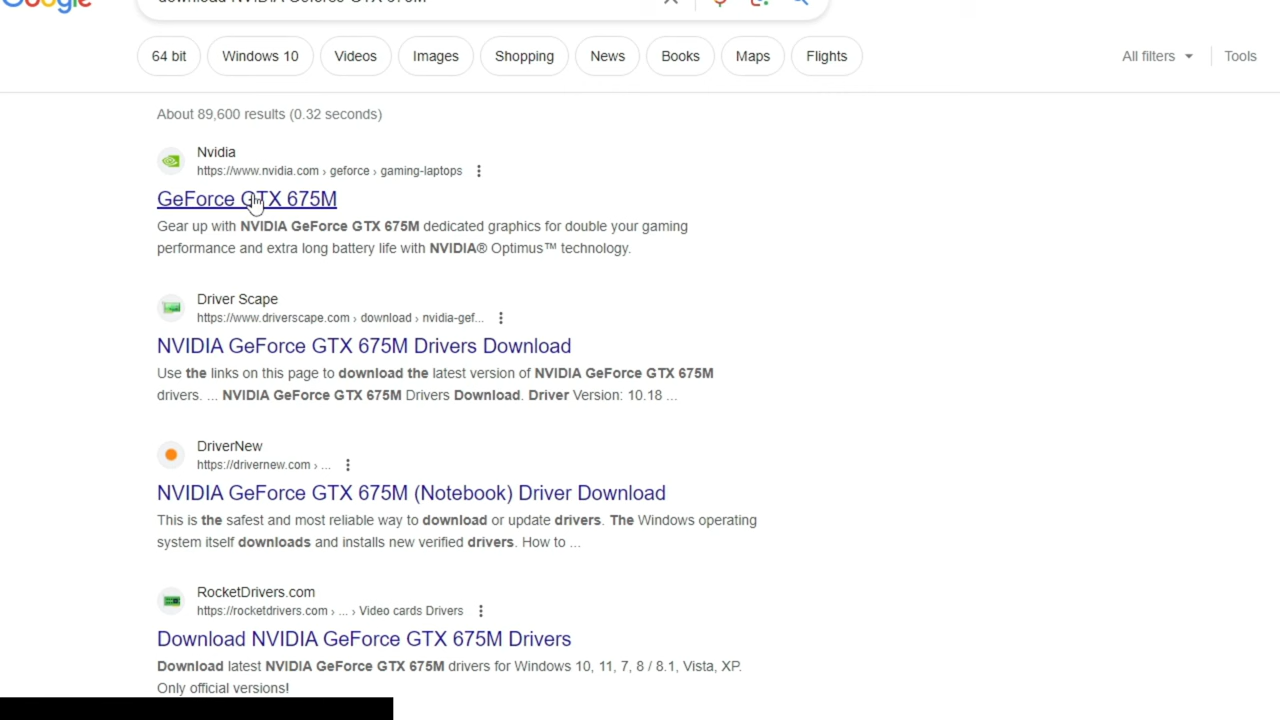 Google
download NVIDIA Geforce GTX 675M
64 bit
Windows 10
Videos
Images
Shopping
News
Books
Maps
Flights
All filters
Tools
About 89,600 results (0.32 seconds)
Nvidia
https://www.nvidia.com › geforce › gaming-laptops
GeForce GTX 675M
Gear up with NVIDIA GeForce GTX 675M dedicated graphics for double your gaming
performance and extra long battery life with NVIDIA® Optimus™ technology.
Driver Scape
https://www.driverscape.com › download › nvidia-gef...
NVIDIA GeForce GTX 675M Drivers Download
Use the links on this page to download the latest version of NVIDIA GeForce GTX 675M
drivers. ... NVIDIA GeForce GTX 675M Drivers Download. Driver Version: 10.18 ...
DriverNew
https://drivernew.com › ...
NVIDIA GeForce GTX 675M (Notebook) Driver Download
This is the safest and most reliable way to download or update drivers. The Windows operating
system itself downloads and installs new verified drivers. How to ...
RocketDrivers.com
https://rocketdrivers.com › ... › Video cards Drivers
Download NVIDIA GeForce GTX 675M Drivers
Download latest NVIDIA GeForce GTX 675M drivers for Windows 10, 11, 7, 8 / 8.1, Vista, XP.
Only official versions!